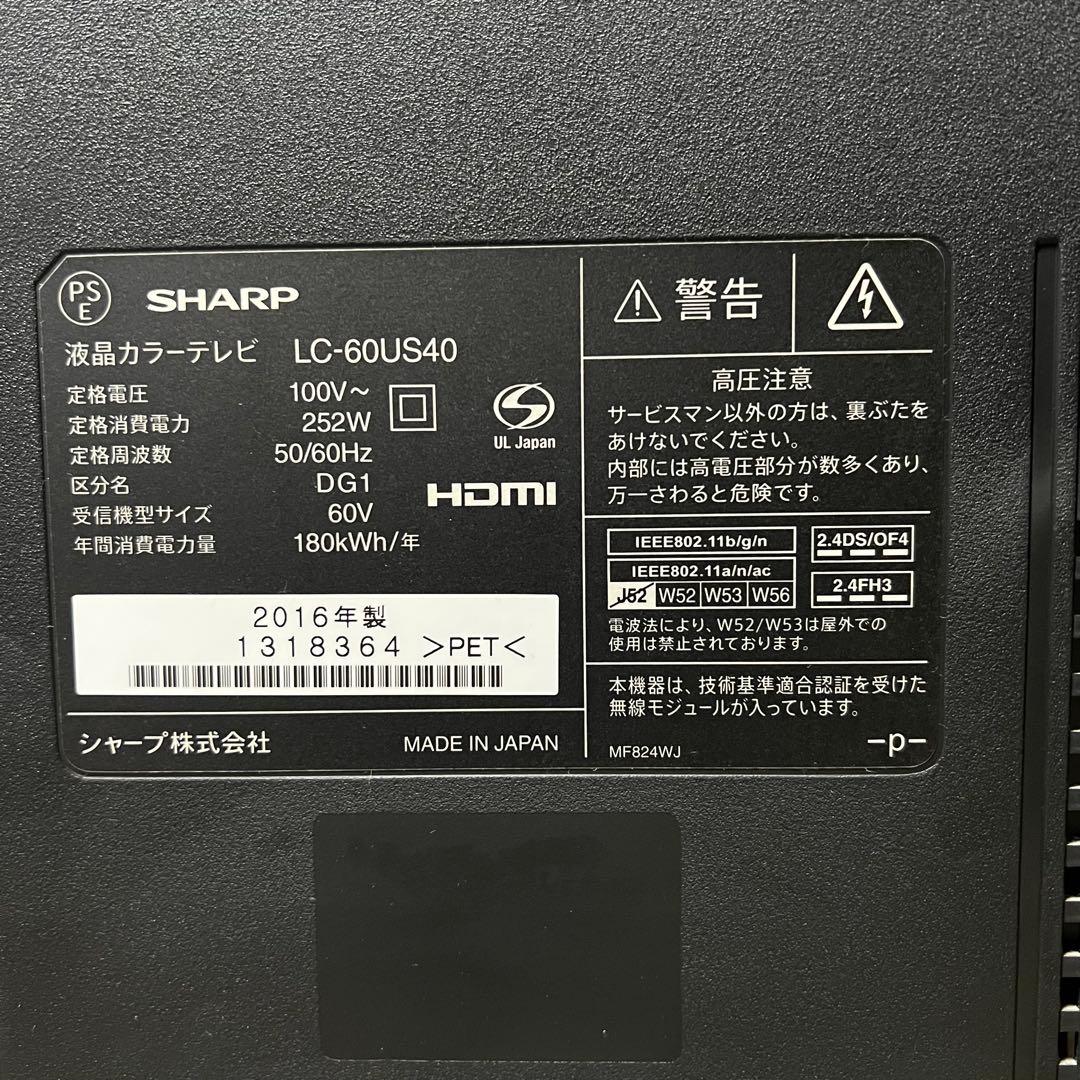 PSE SHARP
液晶カラーテレビ LC-60US40
定格電圧 100V～
定格消費電力 252W
定格周波数 50/60Hz
区分名 DG1
受信機型サイズ 60V
年間消費電力量 180kWh/年
UL Japan
HDMI
2016年製
1318364 >PET<
シャープ株式会社 MADE IN JAPAN
警告
高圧注意
サービスマン以外の方は、裏ぶたを
あけないでください。
内部には高電圧部分が数多くあり、
万一さわると危険です。
IEEE802.11b/g/n
IEEE802.11a/n/ac
J52 W52 W53 W56
2.4DS/OF4
2.4FH3
電波法により、W52/W53は屋外での
使用は禁止されております。
本機器は、技術基準適合認証を受けた
無線モジュールが入っています。
MF824WJ –p–